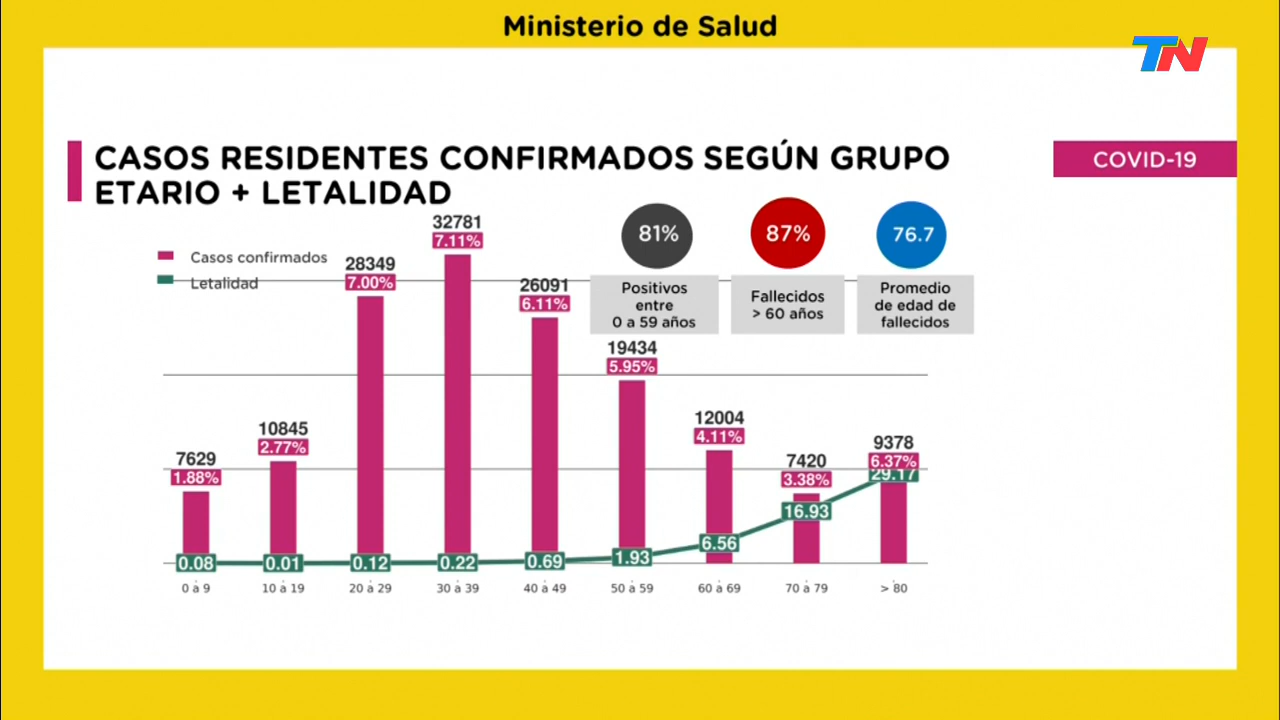 Ministerio de Salud
TN
CASOS RESIDENTES CONFIRMADOS SEGÚN GRUPO
ETARIO + LETALIDAD
COVID-19
Casos confirmados
Letalidad
81%
Positivos
entre
0 a 59 años
87%
Fallecidos
> 60 años
76.7
Promedio
de edad de
fallecidos
7629
1.88%
0.08
10845
2.77%
0.01
28349
7.00%
0.12
32781
7.11%
0.22
26091
6.11%
0.69
19434
5.95%
1.93
12004
4.11%
6.56
7420
3.38%
16.93
9378
6.37%
29.17
0 a 9
10 a 19
20 a 29
30 a 39
40 a 49
50 a 59
60 a 69
70 a 79
> 80